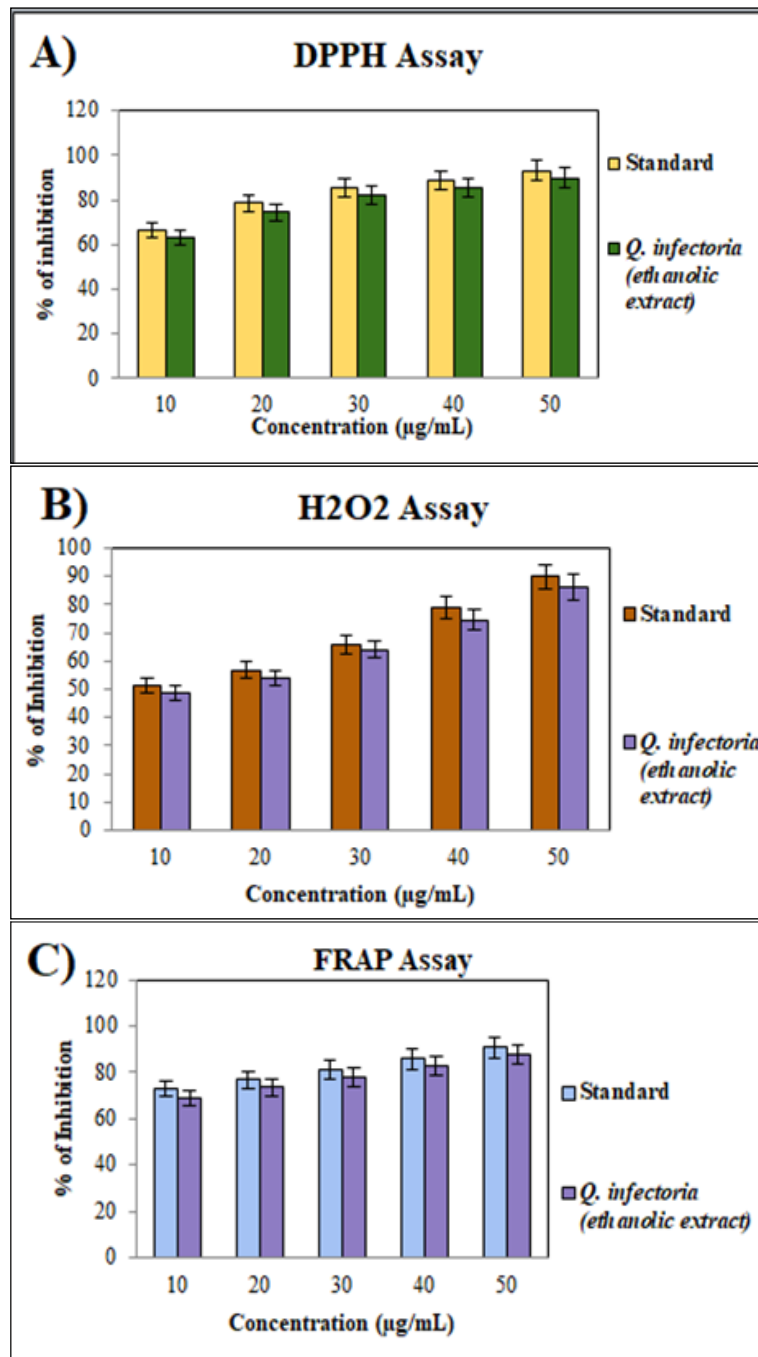 A)
DPPH Assay
120
100
80
60
40
20
0
% of inhibition
10 20 30 40 50
Concentration (µg/mL)
Standard
Q. infectoria
(ethanolic
extract)
B)
H2O2 Assay
100
90
80
70
60
50
40
30
20
10
0
% of Inhibition
10 20 30 40 50
Concentration (µg/mL)
Standard
Q. infectoria
(ethanolic
extract)
C)
FRAP Assay
120
100
80
60
40
20
0
% of Inhibition
10 20 30 40 50
Concentration (µg/mL)
Standard
Q. infectoria
(ethanolic extract)